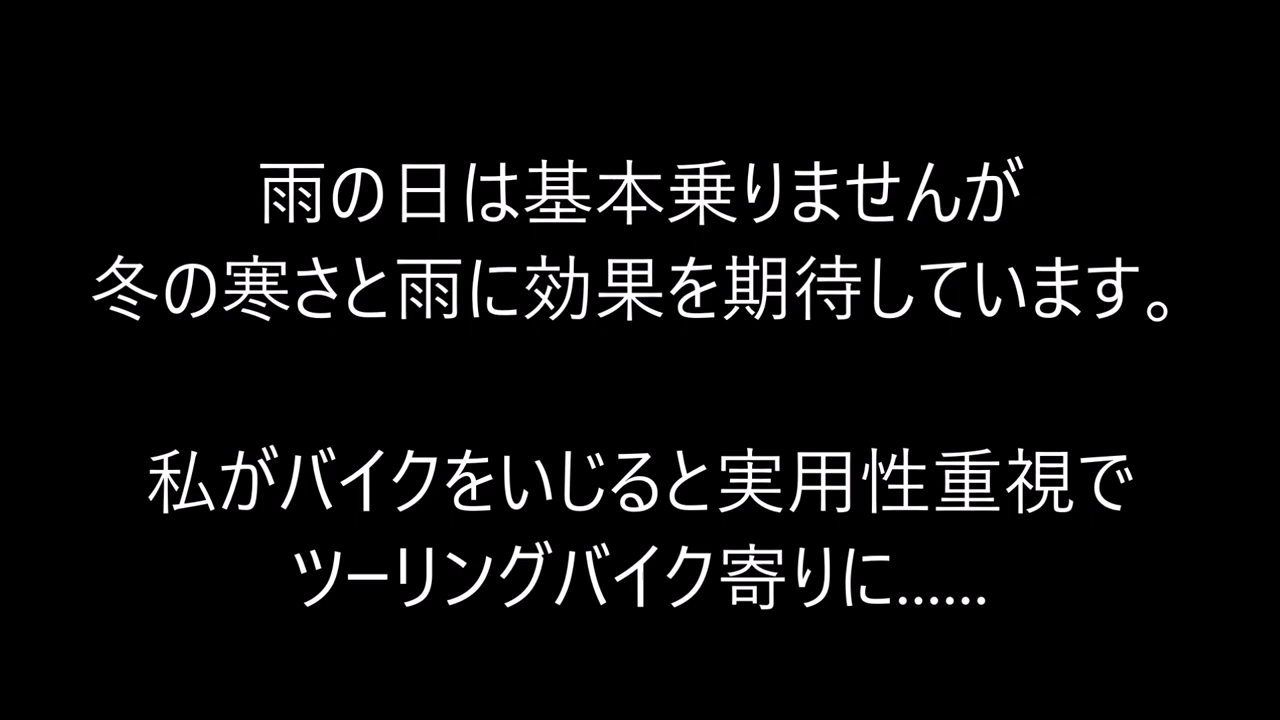 雨の日は基本乗りませんが
冬の寒さと雨に効果を期待しています。
私がバイクをいじると実用性重視で
ツーリングバイク寄りに……